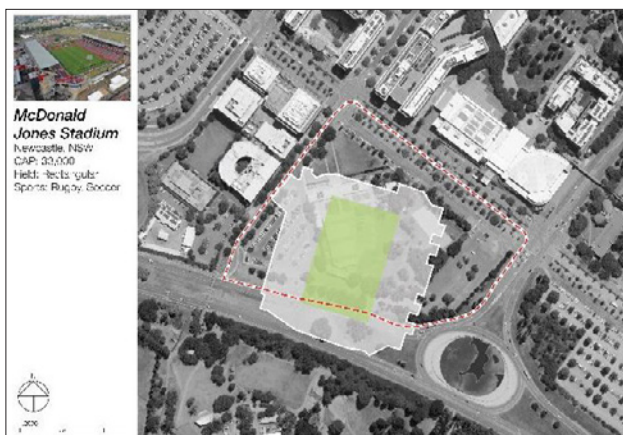 McDonald
Jones Stadium
Newcastle, NSW
CAP: 33,000
Field: Rectangular
Sports: Rugby, Soccer